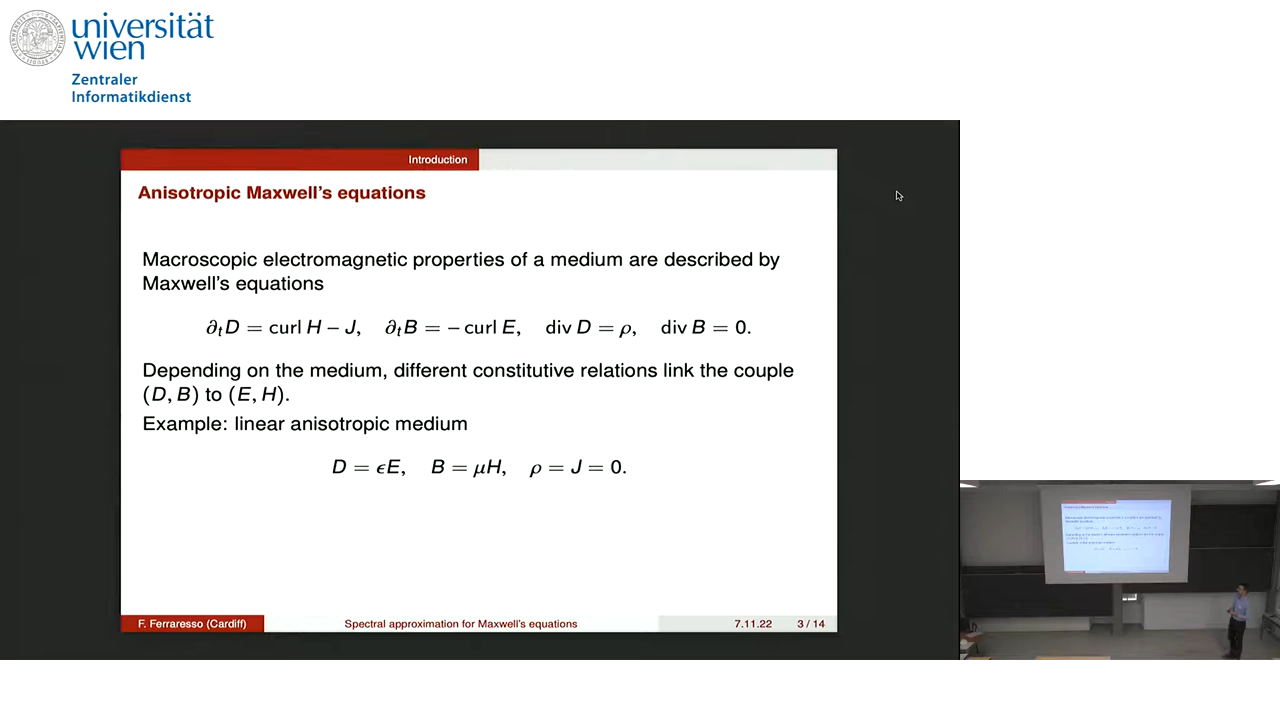 universität
wien
Zentraler
Informatikdienst
Introduction
Anisotropic Maxwell's equations
Macroscopic electromagnetic properties of a medium are described by
Maxwell's equations
∂ₜD = curl H − J, ∂ₜB = − curl E, div D = ρ, div B = 0.
Depending on the medium, different constitutive relations link the couple
(D, B) to (E, H).
Example: linear anisotropic medium
D = ϵE, B = μH, ρ = J = 0.
F. Ferraresso (Cardiff)
Spectral approximation for Maxwell's equations
7.11.22
3 / 14